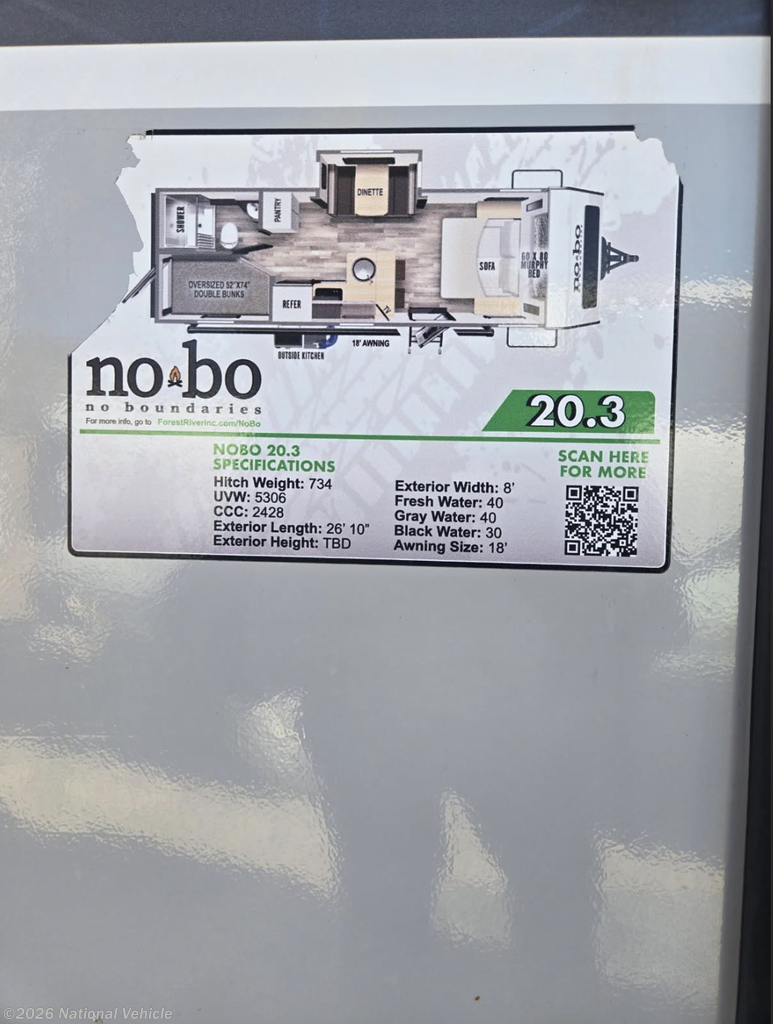 DINETTE
SHOWER
PANTRY
SOFA
60 X 80
MURPHY
BED
no·bo
OVERSIZED 52"X74"
DOUBLE BUNKS
REFER
TV
OUTSIDE KITCHEN
18' AWNING
no bo
no boundaries
For more info, go to ForestRiverInc.com/NoBo
20.3
NOBO 20.3
SPECIFICATIONS
Hitch Weight: 734
UVW: 5306
CCC: 2428
Exterior Length: 26' 10"
Exterior Height: TBD
Exterior Width: 8'
Fresh Water: 40
Gray Water: 40
Black Water: 30
Awning Size: 18'
SCAN HERE
FOR MORE
©2026 National Vehicle